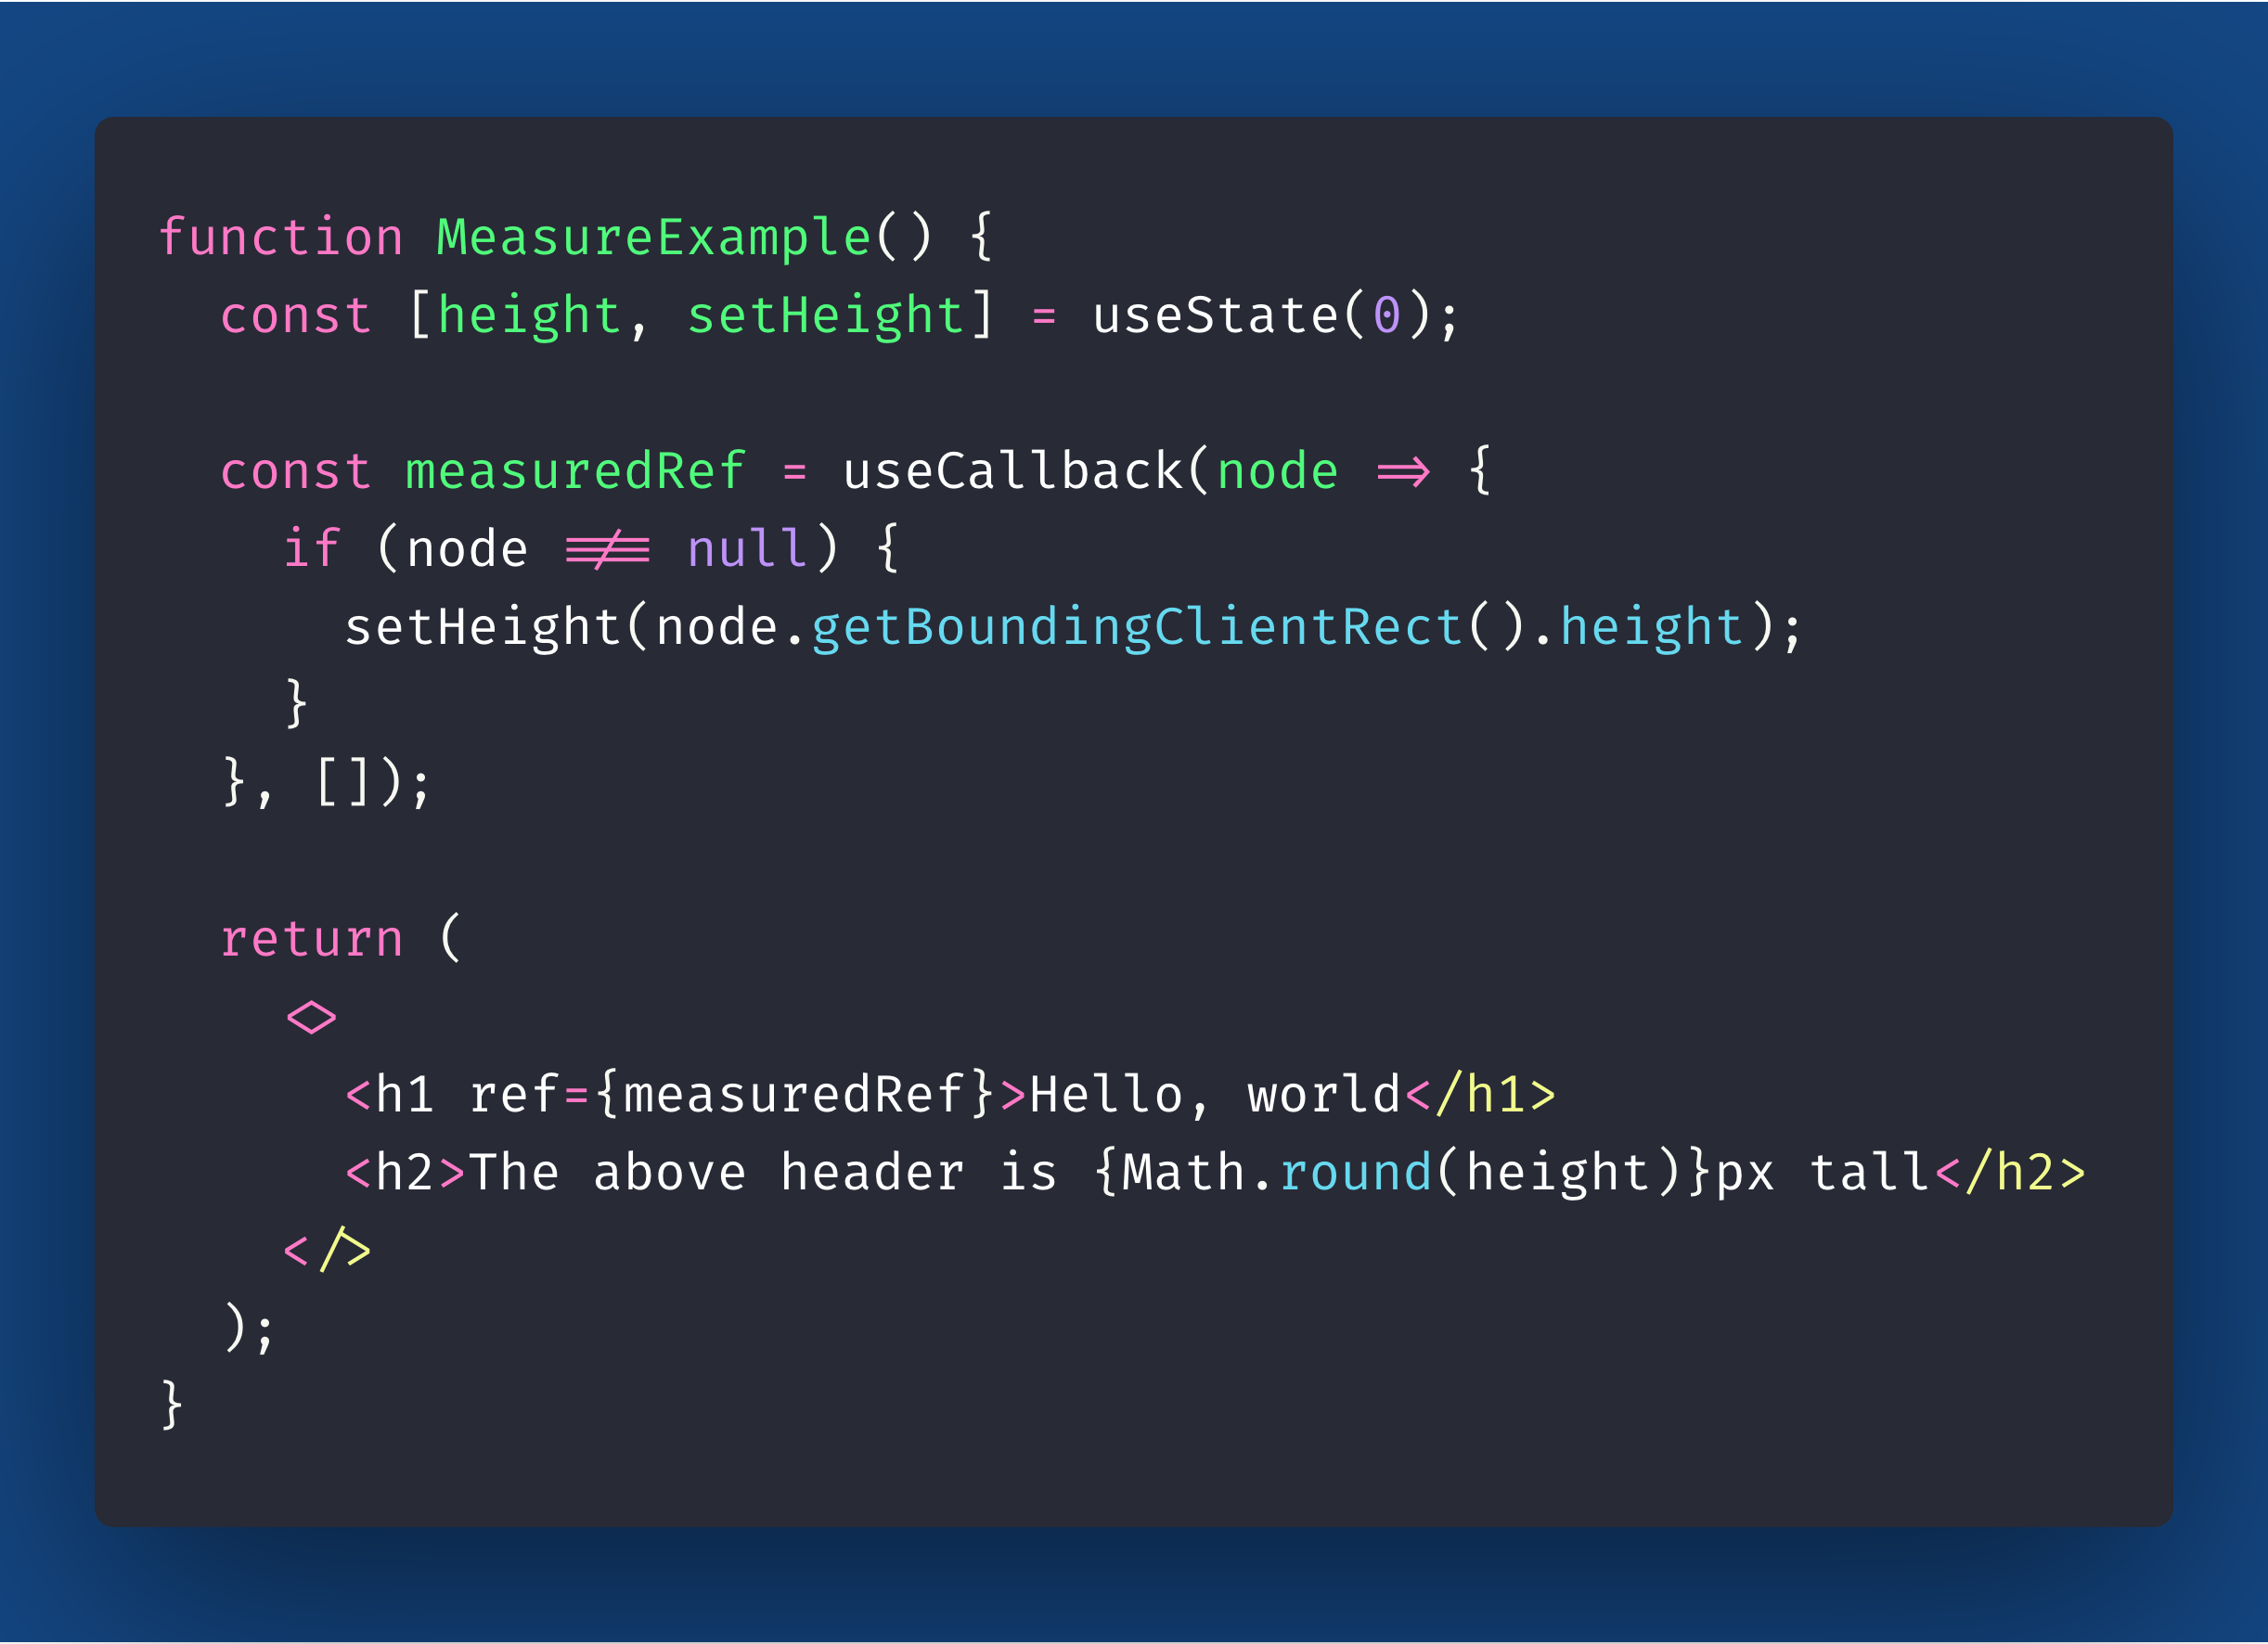 function MeasureExample() {
  const [height, setHeight] = useState(0);

  const measuredRef = useCallback(node => {
    if (node !== null) {
      setHeight(node.getBoundingClientRect().height);
    }
  }, []);

  return (
    <>
      <h1 ref={measuredRef}>Hello, world</h1>
      <h2>The above header is {Math.round(height)}px tall</h2>
    </>
  );
}